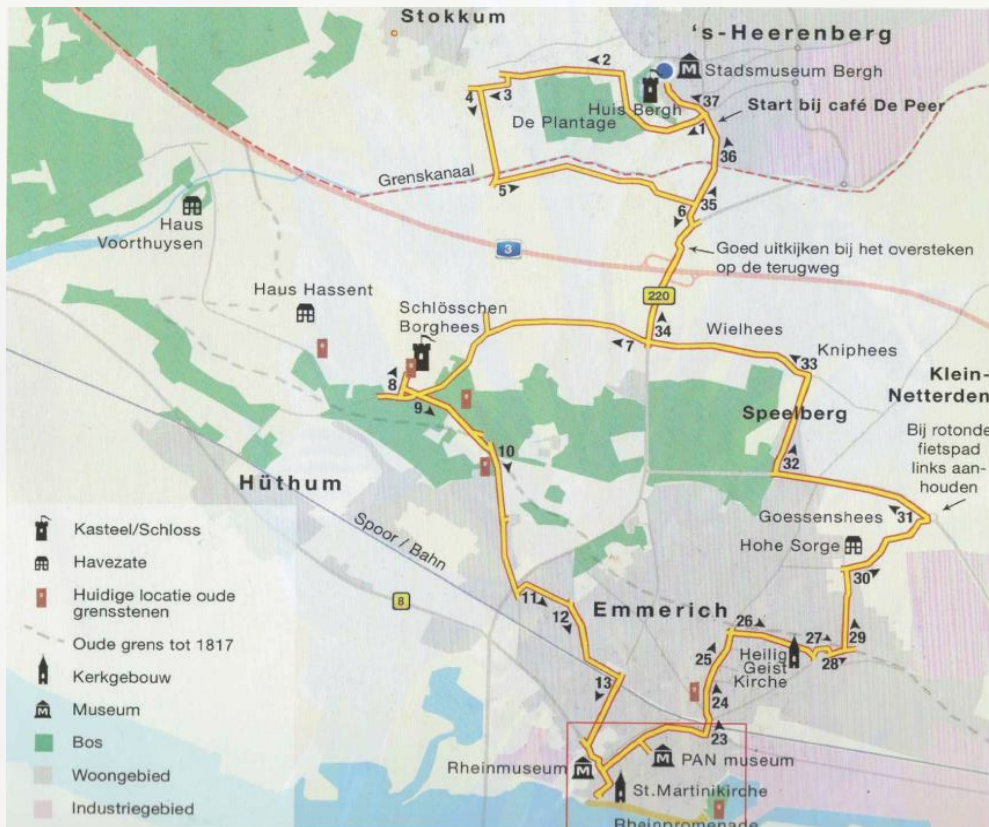 Stokkum
's-Heerenberg
Stadsmuseum Bergh
Huis Bergh
De Plantage
Start bij café De Peer
Grenskanaal
Haus
Voorthuysen
Goed uitkijken bij het oversteken
op de terugweg
3
220
Haus Hassent
Schlösschen
Borghees
Wielhees
Kniphees
Klein-
Netterden
Speelberg
Bij rotonde
fietspad
links aan-
houden
Hüthum
Goessenshees
Hohe Sorge
Spoor / Bahn
8
Emmerich
Heilig
Geist
Kirche
Rheinmuseum
PAN museum
St.Martinikirche
Rheinpromenade
1
2
3
4
5
6
7
8
9
10
11
12
13
23
24
25
26
27
28
29
30
31
32
33
34
35
36
37
Kasteel/Schloss
Havezate
Huidige locatie oude
grensstenen
Oude grens tot 1817
Kerkgebouw
M
Museum
Bos
Woongebied
Industriegebied